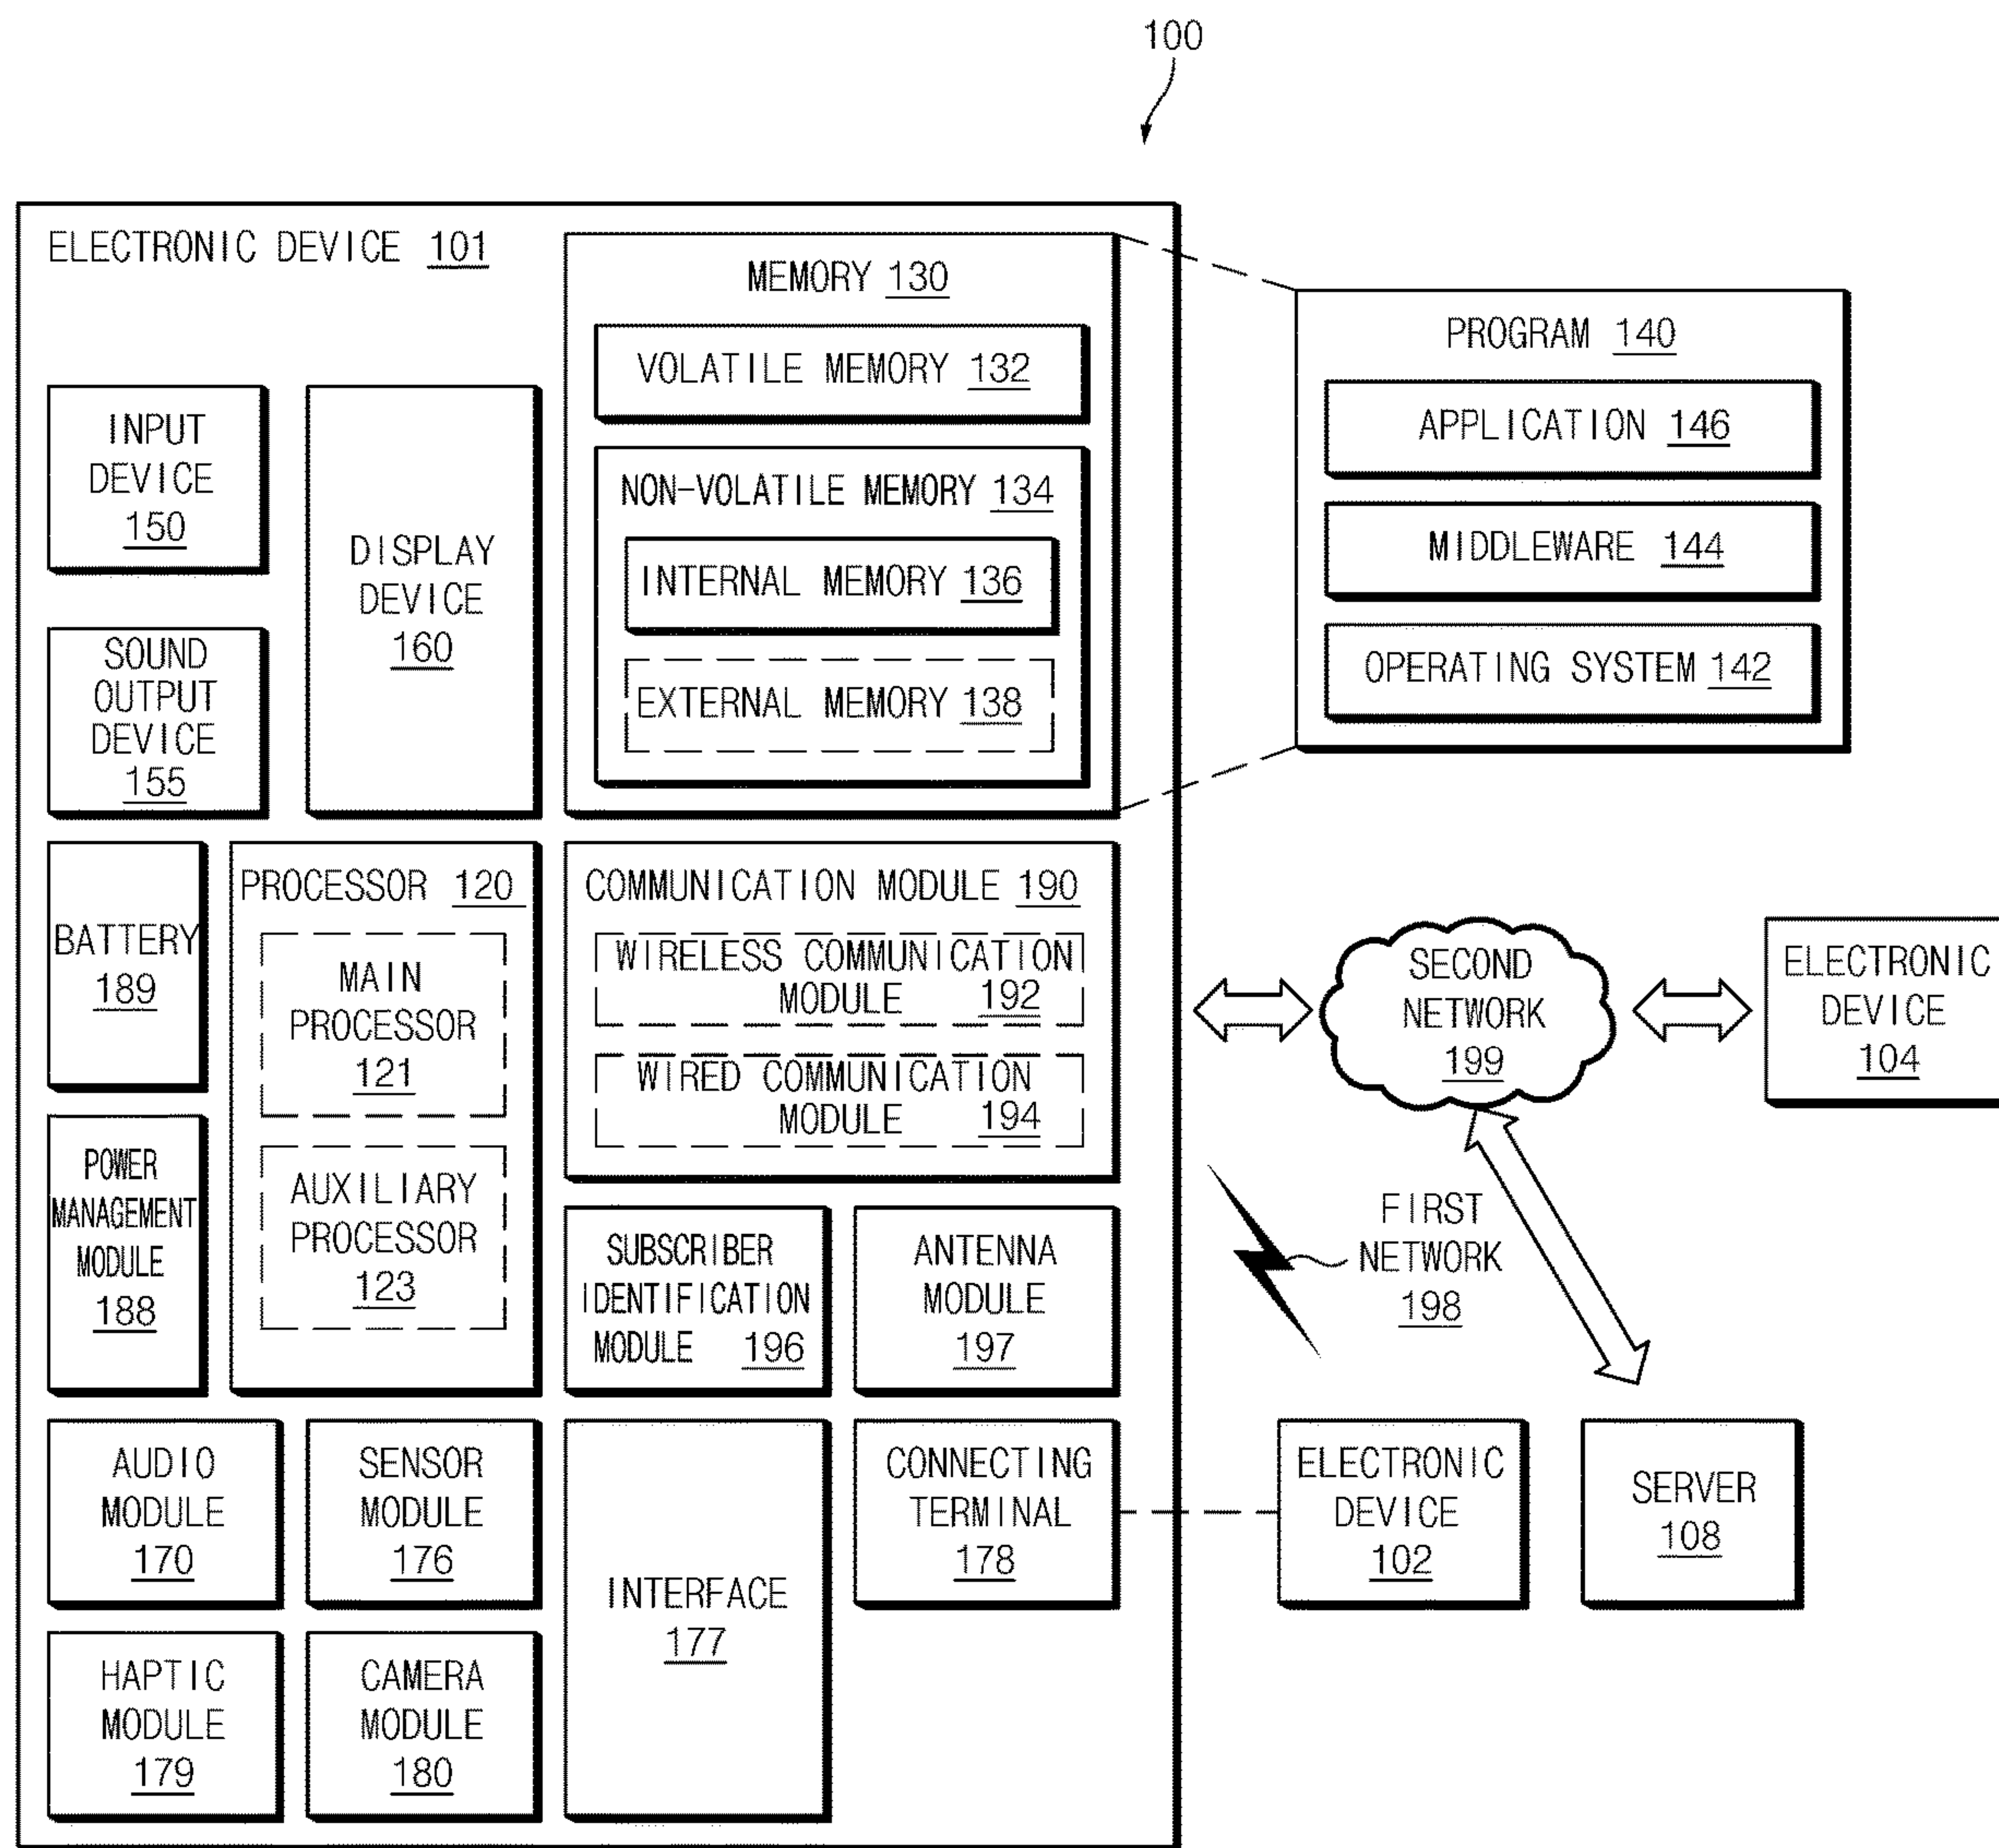 100
ELECTRONIC DEVICE 101
MEMORY 130
VOLATILE MEMORY 132
NON-VOLATILE MEMORY 134
INTERNAL MEMORY 136
EXTERNAL MEMORY 138
PROGRAM 140
APPLICATION 146
MIDDLEWARE 144
OPERATING SYSTEM 142
INPUT
DEVICE
150
DISPLAY
DEVICE
160
SOUND
OUTPUT
DEVICE
155
BATTERY
189
PROCESSOR 120
MAIN
PROCESSOR
121
AUXILIARY
PROCESSOR
123
POWER
MANAGEMENT
MODULE
188
COMMUNICATION MODULE 190
WIRELESS COMMUNICATION
MODULE 192
WIRED COMMUNICATION
MODULE 194
SUBSCRIBER
IDENTIFICATION
MODULE 196
ANTENNA
MODULE
197
SECOND
NETWORK
199
ELECTRONIC
DEVICE
104
FIRST
NETWORK
198
AUDIO
MODULE
170
SENSOR
MODULE
176
INTERFACE
177
CONNECTING
TERMINAL
178
ELECTRONIC
DEVICE
102
SERVER
108
HAPTIC
MODULE
179
CAMERA
MODULE
180